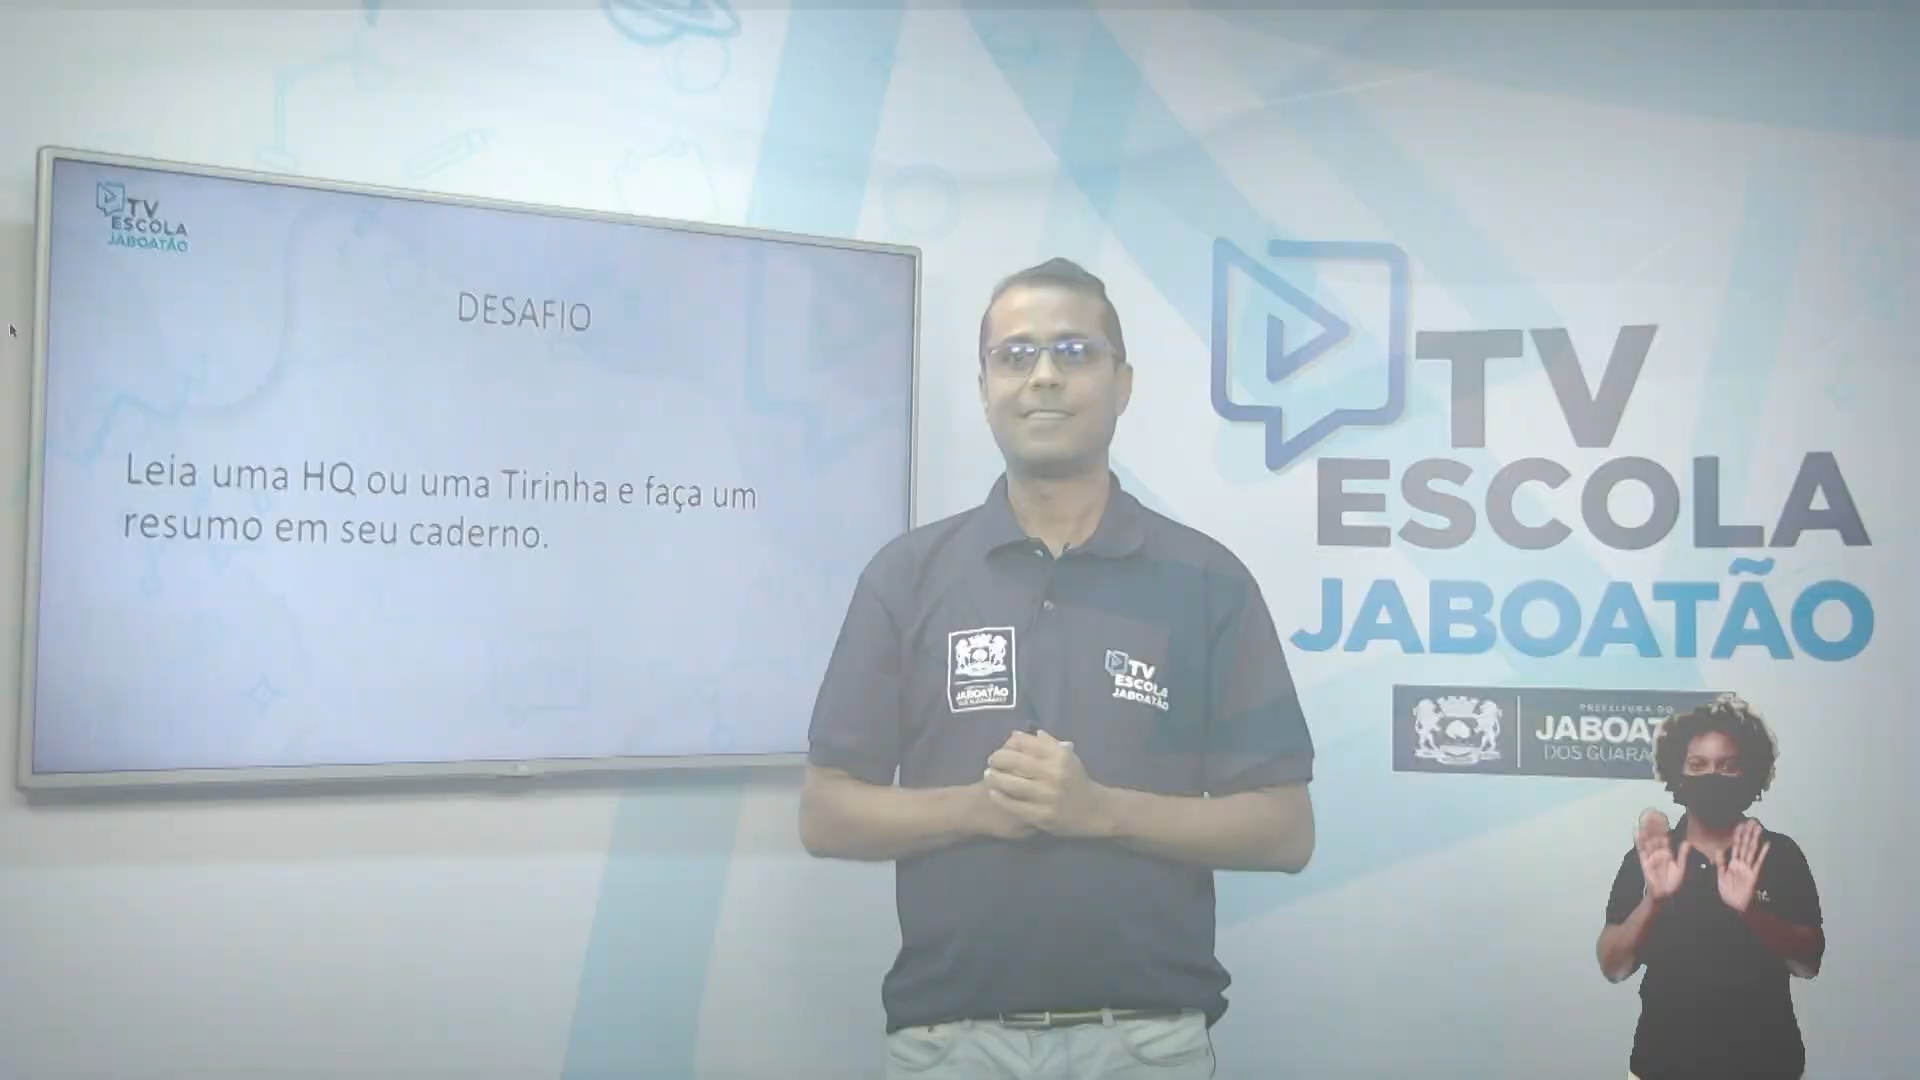 TV
ESCOLA
JABOATÃO
DESAFIO
Leia uma HQ ou uma Tirinha e faça um
resumo em seu caderno.
TV
ESCOLA
JABOATÃO
PREFEITURA DO
JABOAT
DOS GUARA
JABOATÃO
TV
ESCOLA
JABOATÃO